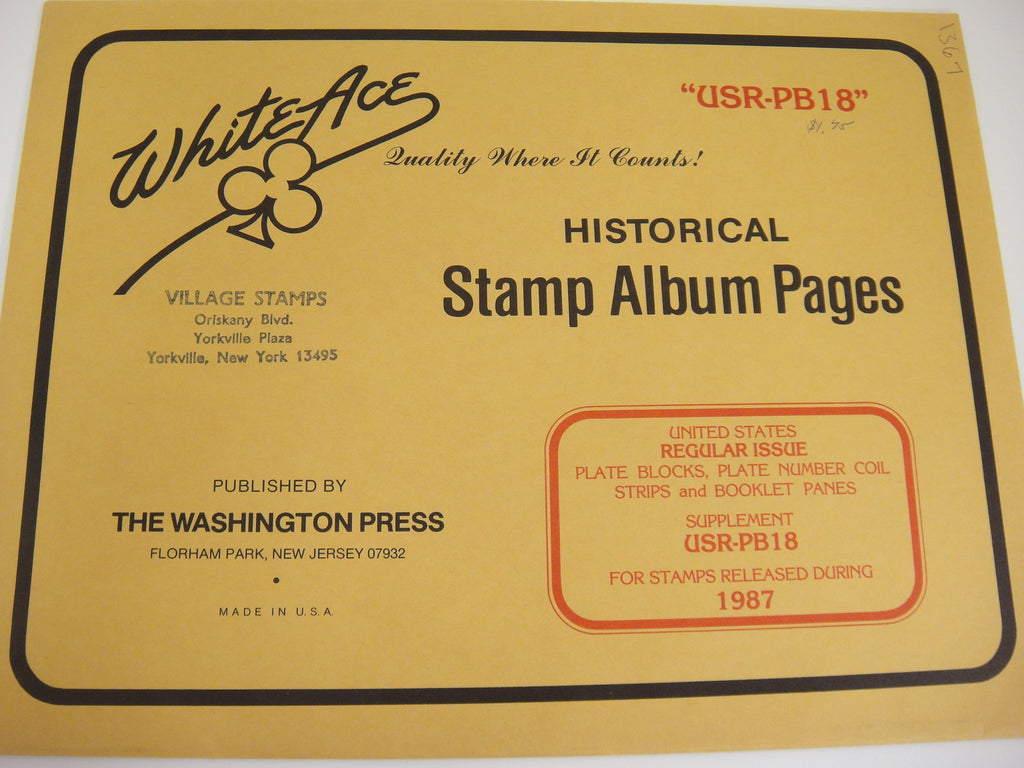 White Ace
Quality Where It Counts!
"USR-PB18"
$1.75
1367
HISTORICAL
Stamp Album Pages
VILLAGE STAMPS
Oriskany Blvd.
Yorkville Plaza
Yorkville, New York 13495
PUBLISHED BY
THE WASHINGTON PRESS
FLORHAM PARK, NEW JERSEY 07932
•
MADE IN U.S.A.
UNITED STATES
REGULAR ISSUE
PLATE BLOCKS, PLATE NUMBER COIL
STRIPS and BOOKLET PANES
SUPPLEMENT
USR-PB18
FOR STAMPS RELEASED DURING
1987